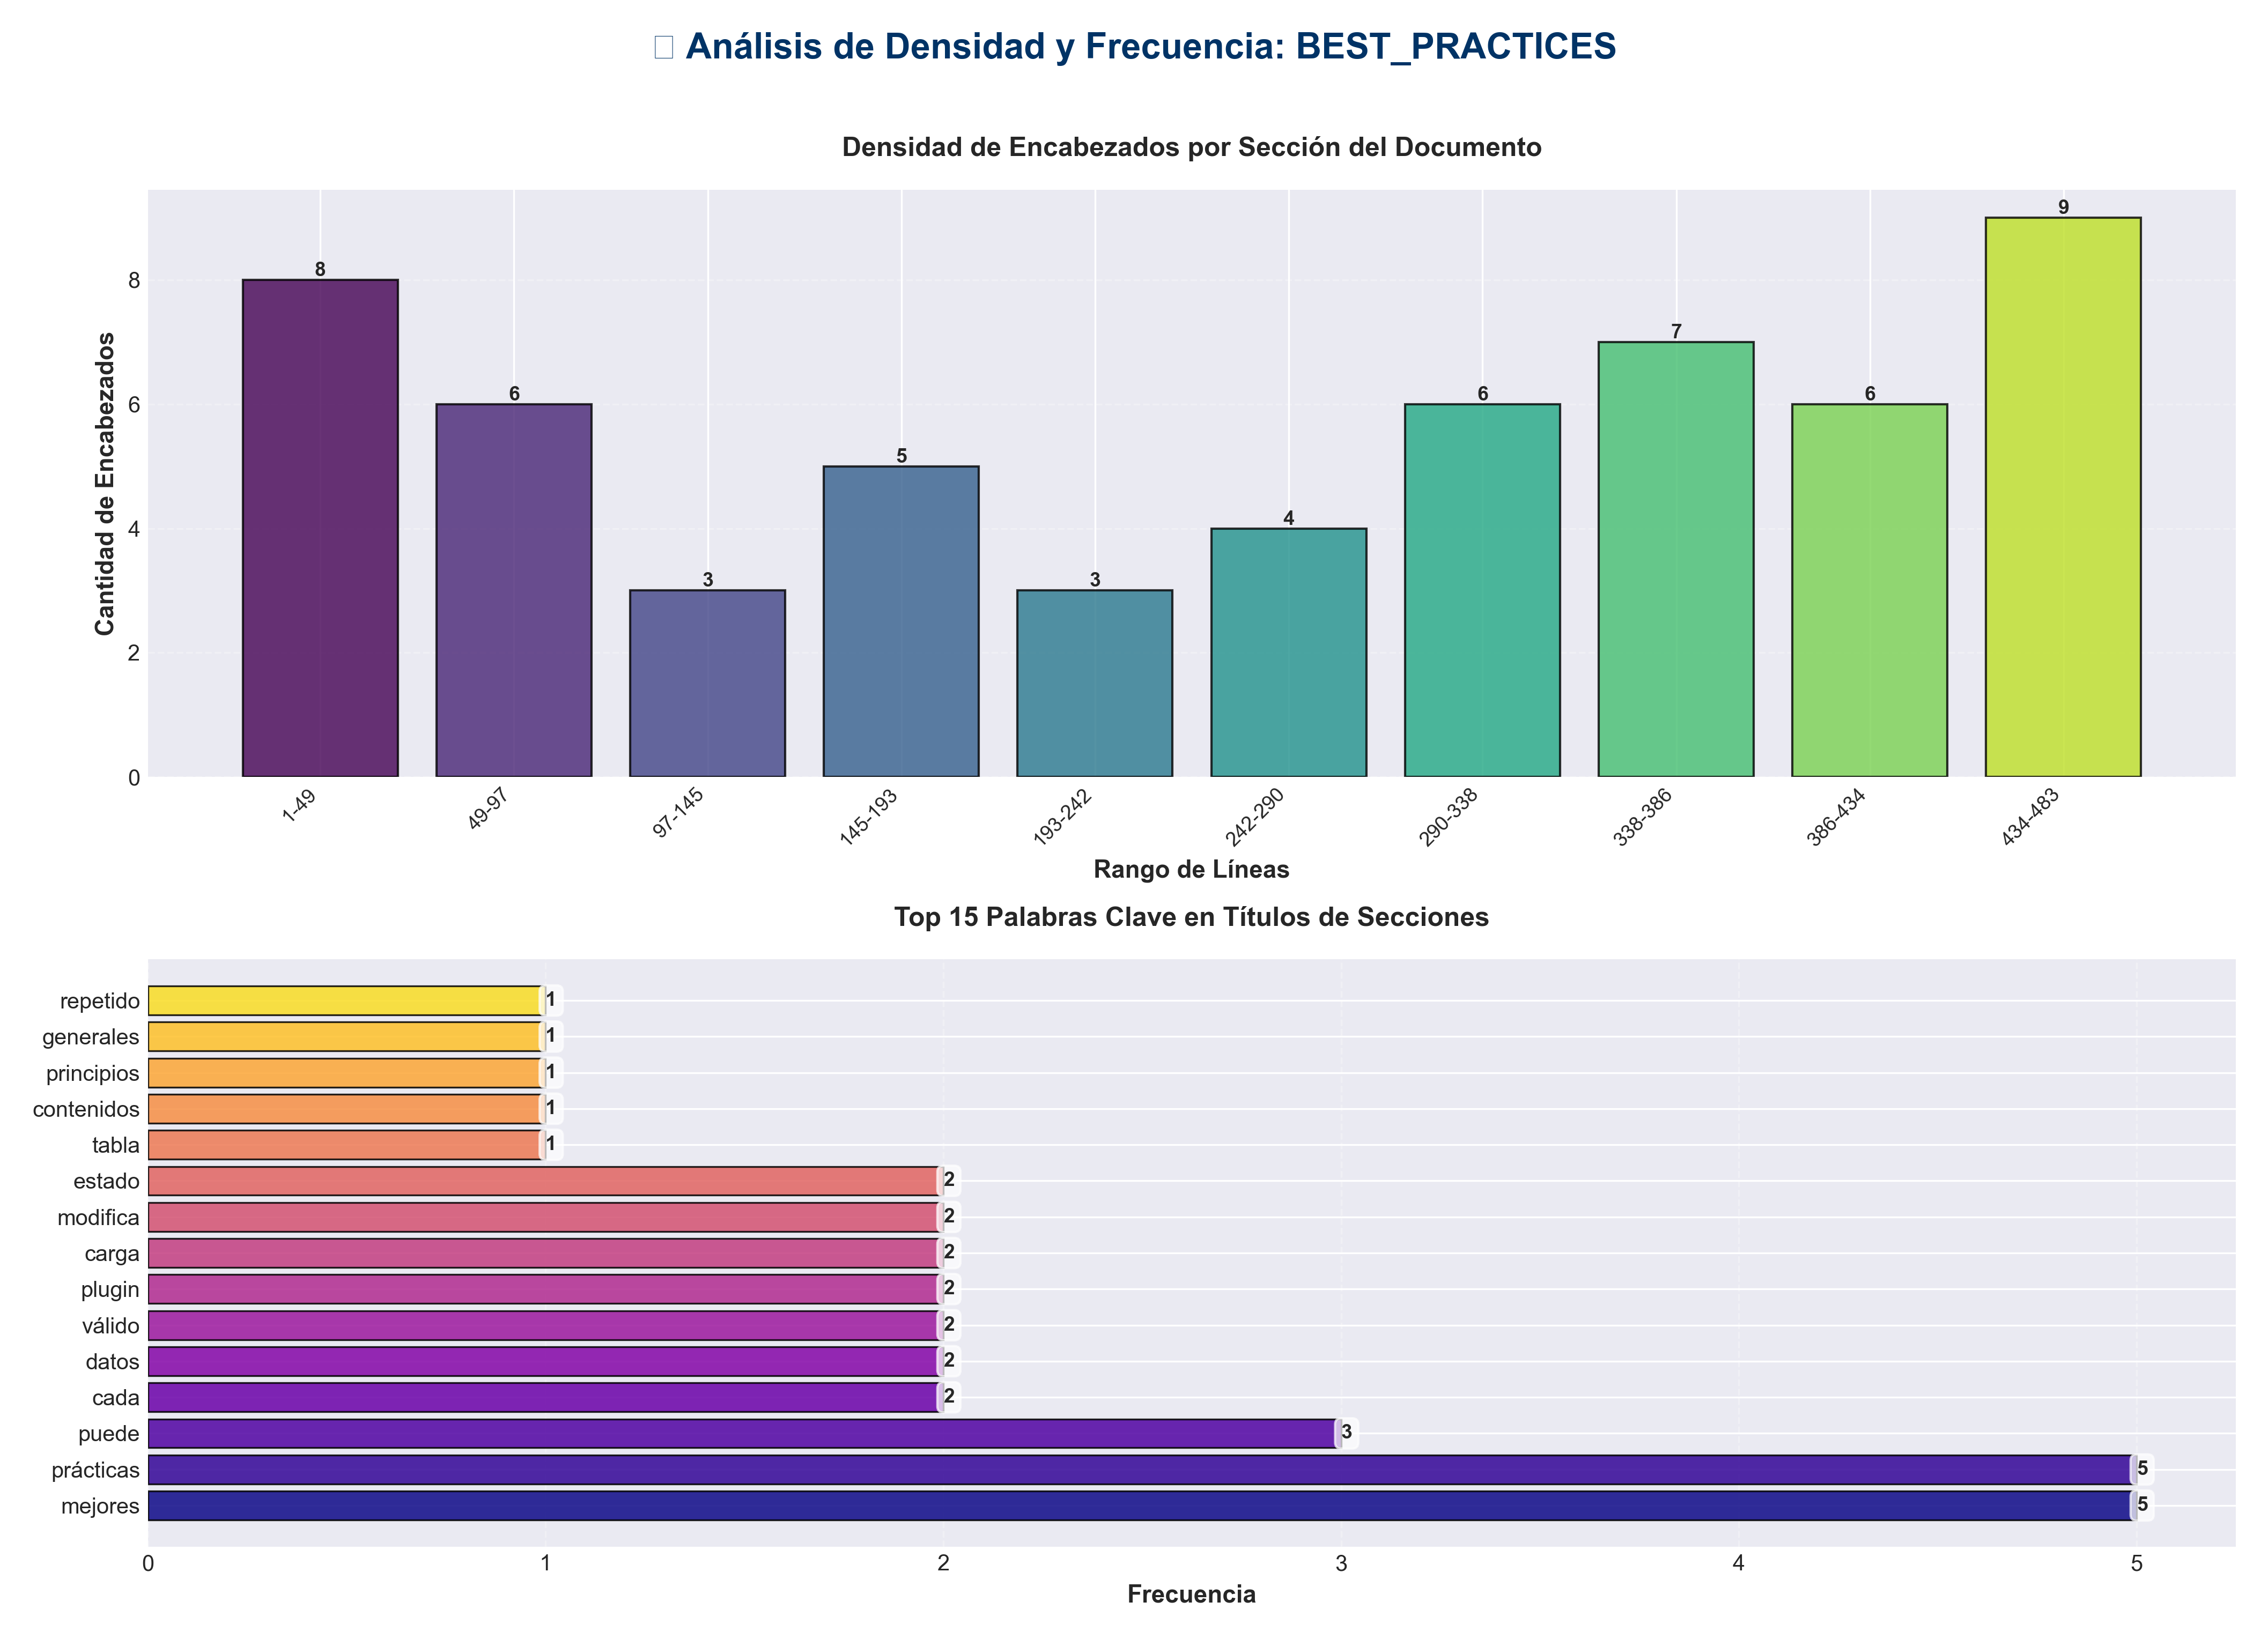 Análisis de Densidad y Frecuencia: BEST_PRACTICES
Densidad de Encabezados por Sección del Documento
Cantidad de Encabezados
8
6
4
2
0
8
6
3
5
3
4
6
7
6
9
1-49
49-97
97-145
145-193
193-242
242-290
290-338
338-386
386-434
434-483
Rango de Líneas
Top 15 Palabras Clave en Títulos de Secciones
repetido 1
generales 1
principios 1
contenidos 1
tabla 1
estado 2
modifica 2
carga 2
plugin 2
válido 2
datos 2
cada 2
puede 3
prácticas 5
mejores 5
0 1 2 3 4 5
Frecuencia